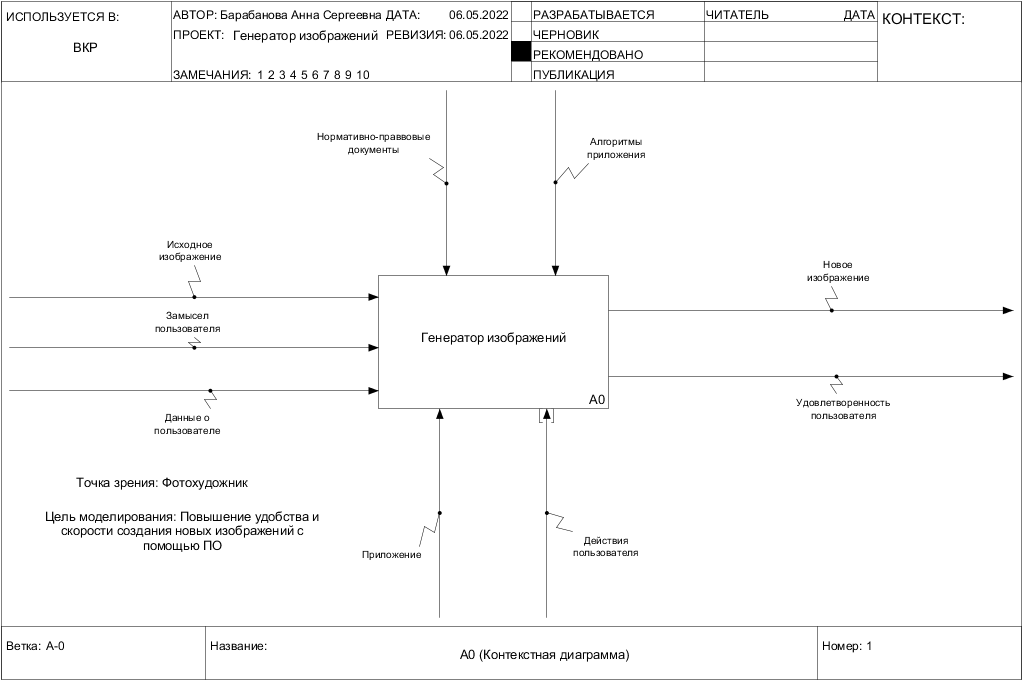 ИСПОЛЬЗУЕТСЯ В:
ВКР
АВТОР: Барабанова Анна Сергеевна ДАТА: 06.05.2022
ПРОЕКТ: Генератор изображений РЕВИЗИЯ: 06.05.2022
ЗАМЕЧАНИЯ: 1 2 3 4 5 6 7 8 9 10
РАЗРАБАТЫВАЕТСЯ
ЧЕРНОВИК
РЕКОМЕНДОВАНО
ПУБЛИКАЦИЯ
ЧИТАТЕЛЬ ДАТА
КОНТЕКСТ:
Нормативно-праввовые
документы
Алгоритмы
приложения
Исходное
изображение
Замысел
пользователя
Данные о
пользователе
Генератор изображений
A0
Новое
изображение
Удовлетворенность
пользователя
Точка зрения: Фотохудожник
Цель моделирования: Повышение удобства и
скорости создания новых изображений с
помощью ПО
Приложение
Действия
пользователя
Ветка: A-0
Название:
A0 (Контекстная диаграмма)
Номер: 1